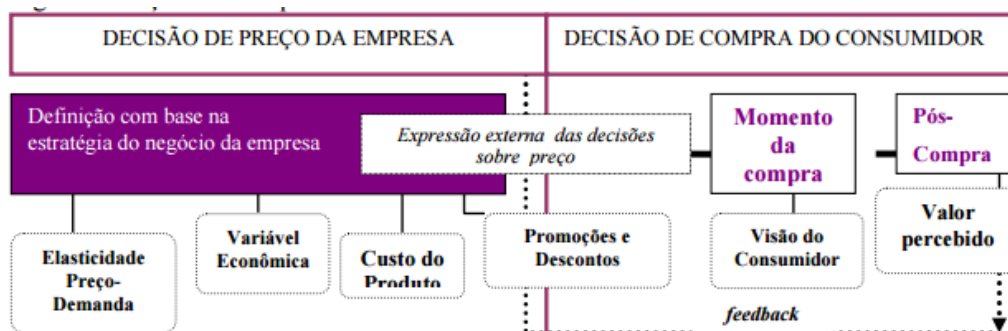 DECISÃO DE PREÇO DA EMPRESA
DECISÃO DE COMPRA DO CONSUMIDOR
Definição com base na
estratégia do negócio da empresa
Expressão externa das decisões
sobre preço
Momento
da
compra
Pós-
Compra
Elasticidade
Preço-
Demanda
Variável
Econômica
Custo do
Produto
Promoções e
Descontos
Visão do
Consumidor
Valor
percebido
feedback